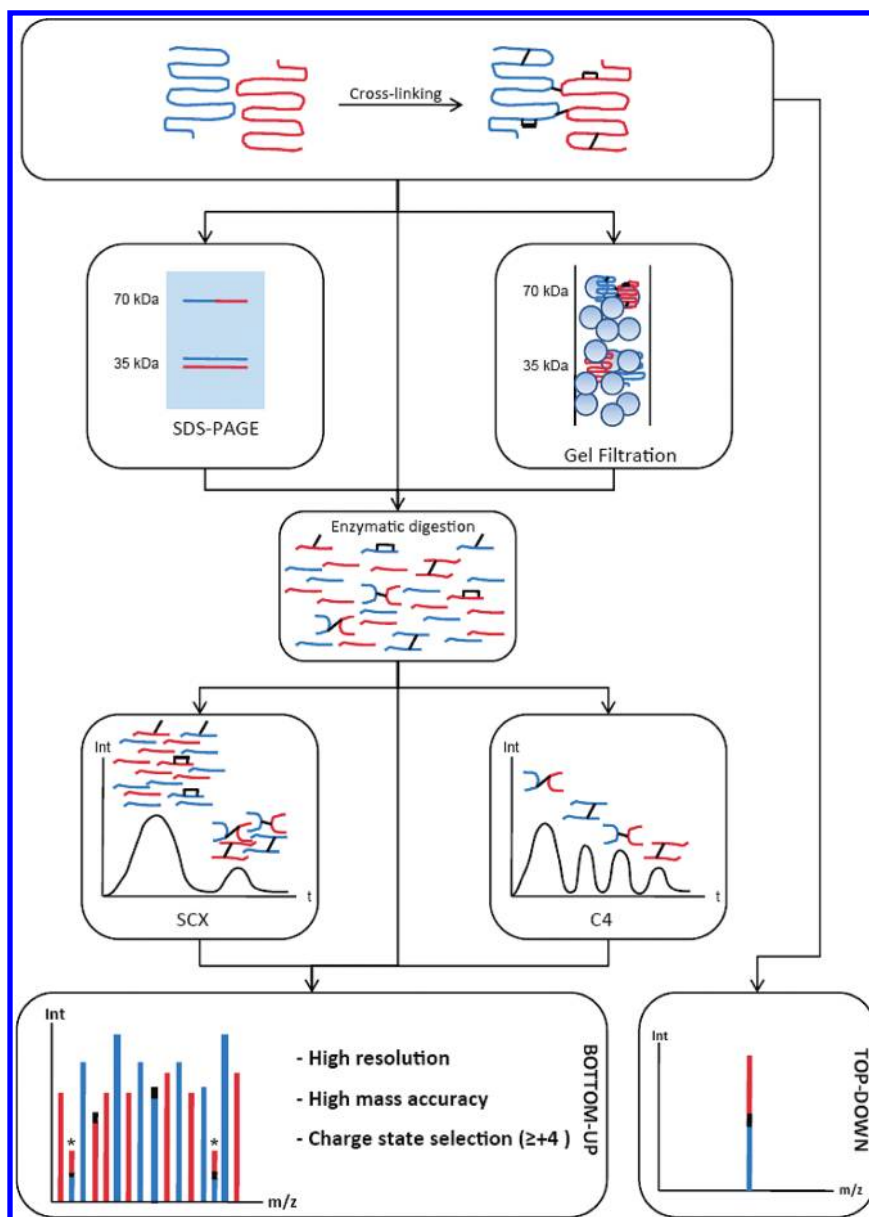 Cross-linking
70 kDa
35 kDa
SDS-PAGE
70 kDa
35 kDa
Gel Filtration
Enzymatic digestion
Int
t
SCX
Int
t
C4
Int
*
*
m/z
- High resolution
- High mass accuracy
- Charge state selection (≥+4 )
BOTTOM-UP
Int
m/z
TOP-DOWN